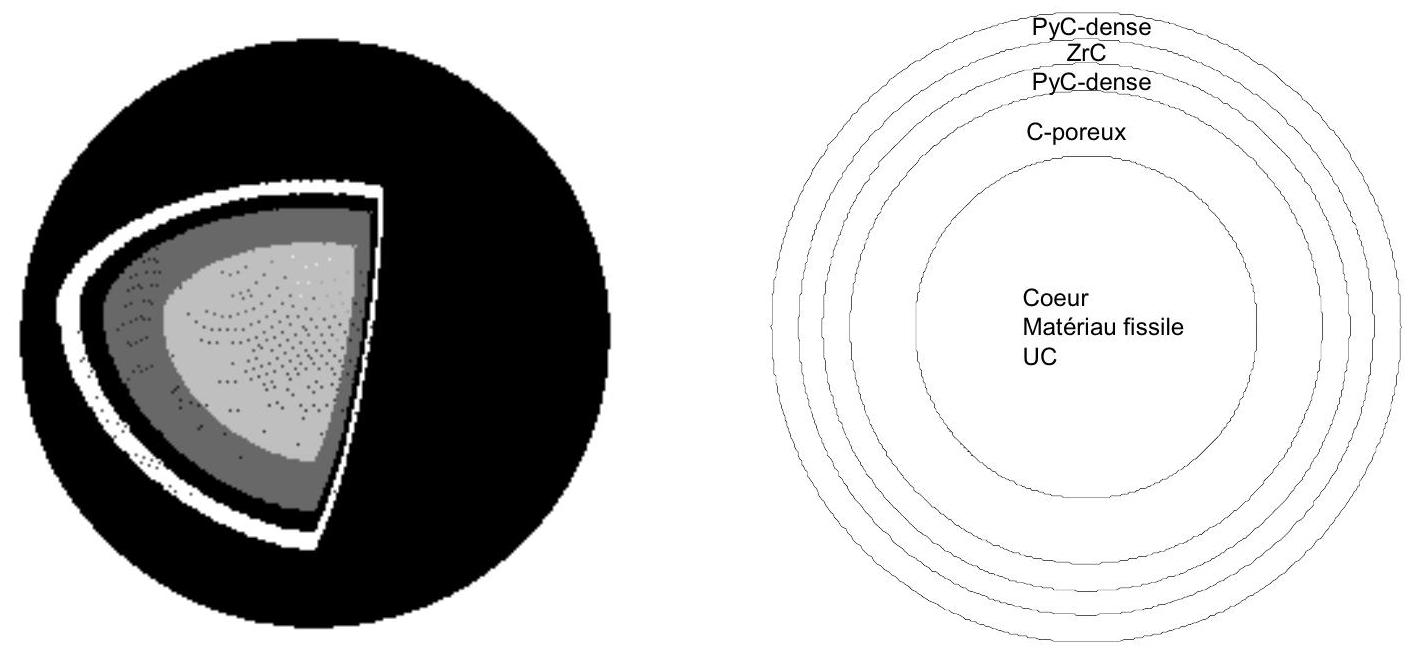 PyC-dense
ZrC
PyC-dense
C-poreux
Coeur
Matériau fissile
UC